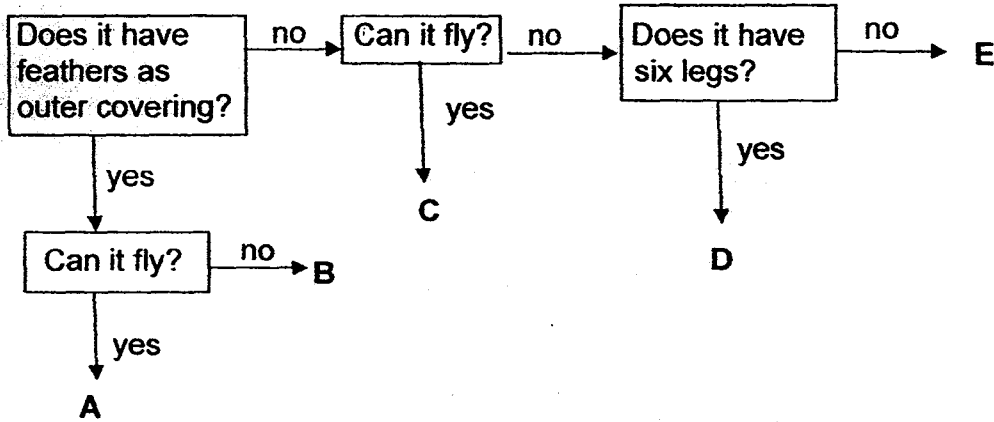 Does it have
feathers as
outer covering?
no
Can it fly?
no
Does it have
six legs?
no
E
yes
yes
yes
C
D
Can it fly?
no
B
yes
A